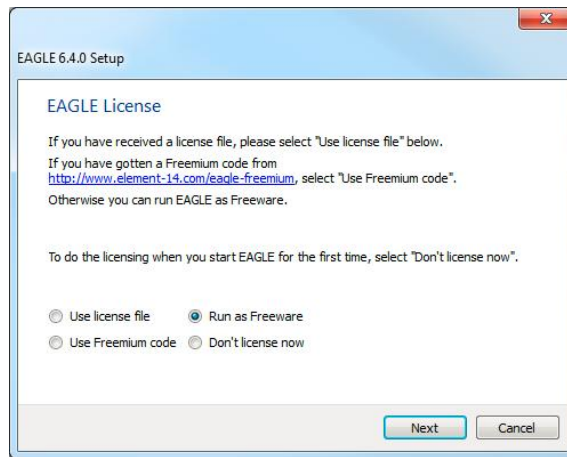 EAGLE 6.4.0 Setup
EAGLE License
If you have received a license file, please select "Use license file" below.
If you have gotten a Freemium code from
http://www.element-14.com/eagle-freemium, select "Use Freemium code".
Otherwise you can run EAGLE as Freeware.
To do the licensing when you start EAGLE for the first time, select "Don't license now".
Use license file Run as Freeware
Use Freemium code Don't license now
Next Cancel